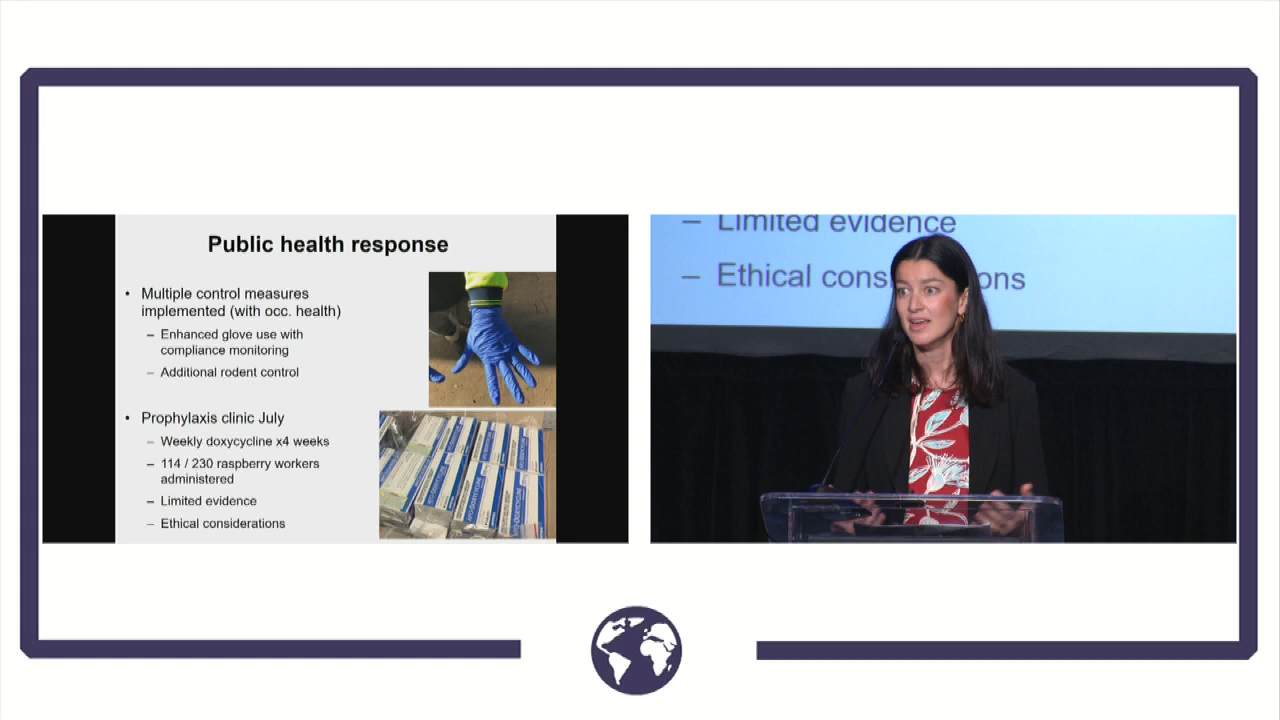 Public health response
• Multiple control measures
implemented (with occ. health)
– Enhanced glove use with
compliance monitoring
– Additional rodent control
• Prophylaxis clinic July
– Weekly doxycycline x4 weeks
– 114 / 230 raspberry workers
administered
– Limited evidence
– Ethical considerations
– Limited evidence
– Ethical cons ons